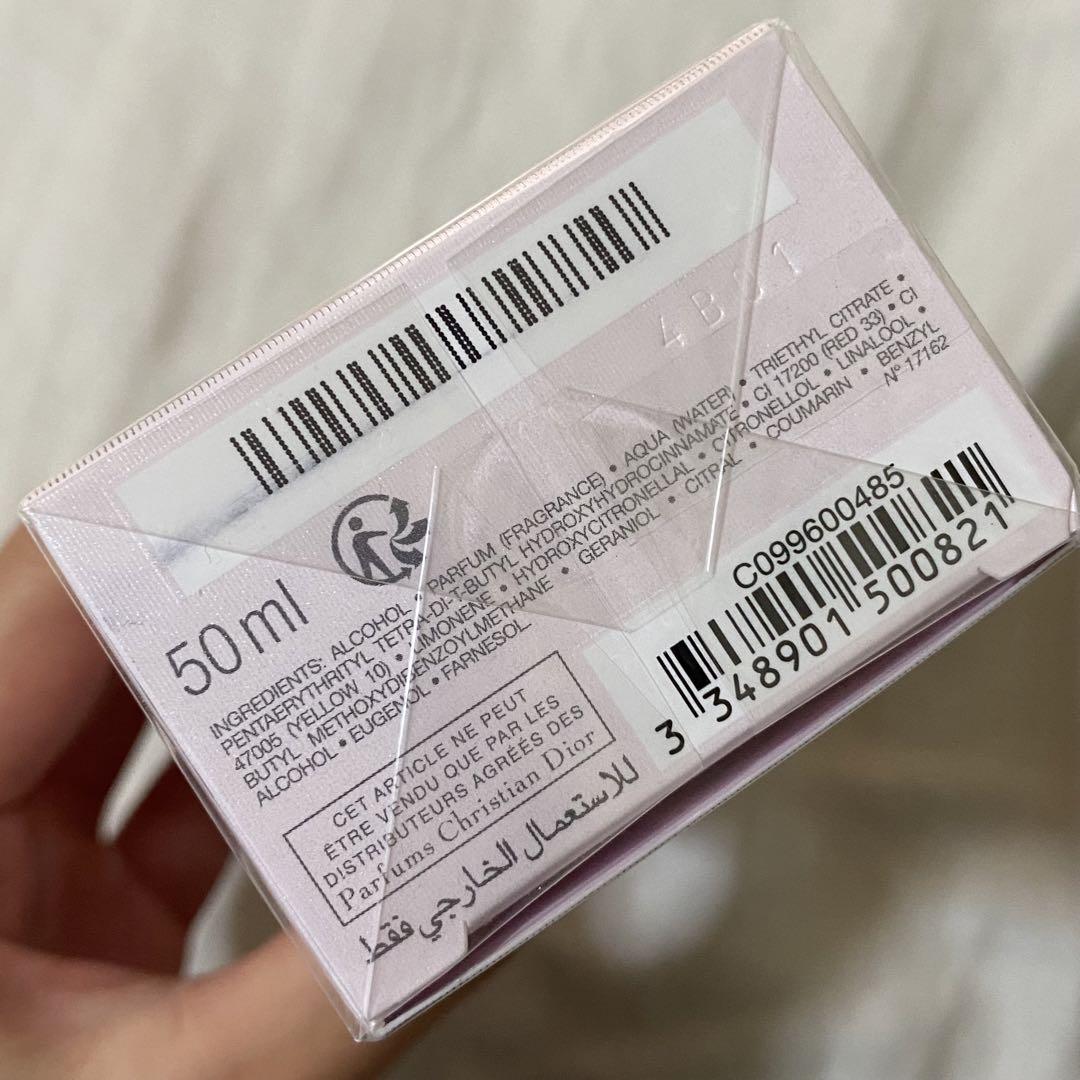 4 B 01
50ml
INGREDIENTS: ALCOHOL • PARFUM (FRAGRANCE) • AQUA (WATER) • TRIETHYL CITRATE •
PENTAERYTHRITYL TETRA-DI-T-BUTYL HYDROXYHYDROCINNAMATE • CI 17200 (RED 33) • CI
47005 (YELLOW 10) • LIMONENE • HYDROXYCITRONELLAL • CITRONELLOL • LINALOOL •
BUTYL METHOXYDIBENZOYLMETHANE • GERANIOL • CITRAL • COUMARIN • BENZYL
ALCOHOL • EUGENOL • FARNESOL. N° 17162
CET ARTICLE NE PEUT
ÊTRE VENDU QUE PAR LES
DISTRIBUTEURS AGRÉÉS DES
Parfums Christian Dior
للاستعمال الخارجي فقط
C099600485
3 348901 500821